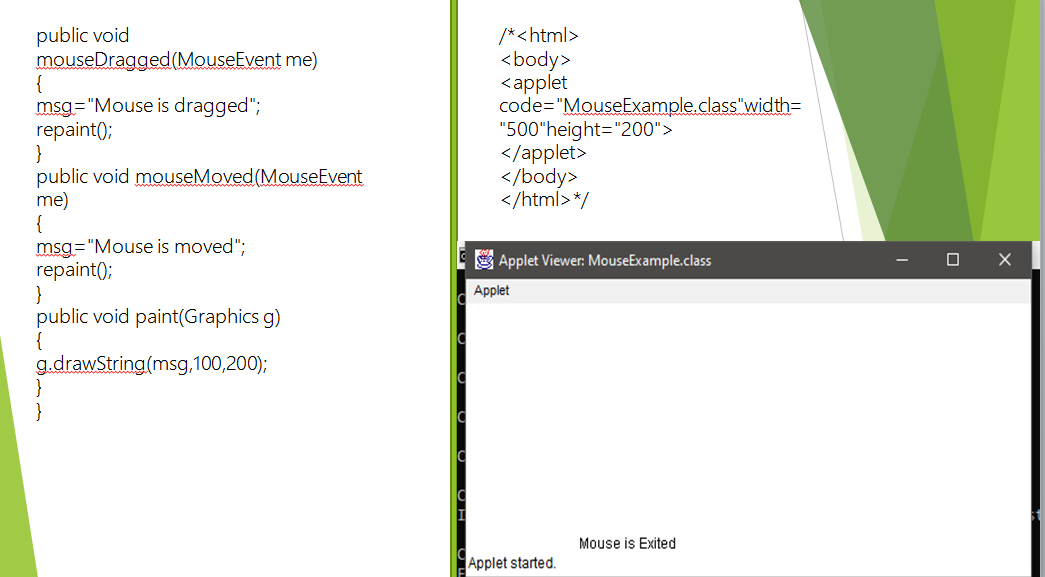 public void
mouseDragged(MouseEvent me)
{
msg="Mouse is dragged";
repaint();
}
public void mouseMoved(MouseEvent
me)
{
msg="Mouse is moved";
repaint();
}
public void paint(Graphics g)
{
g.drawString(msg,100,200);
}
}
/*<html>
<body>
<applet
code="MouseExample.class"width=
"500"height="200">
</applet>
</body>
</html>*/
Applet Viewer: MouseExample.class
Applet
Mouse is Exited
Applet started.